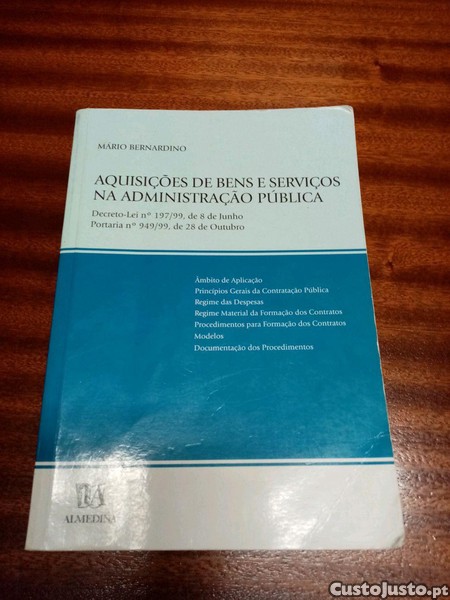 MÁRIO BERNARDINO
AQUISIÇÕES DE BENS E SERVIÇOS
NA ADMINISTRAÇÃO PÚBLICA
Decreto-Lei nº 197/99, de 8 de Junho
Portaria nº 949/99, de 28 de Outubro
Âmbito de Aplicação
Princípios Gerais da Contratação Pública
Regime das Despesas
Regime Material da Formação dos Contratos
Procedimentos para Formação dos Contratos
Modelos
Documentação dos Procedimentos
ALMEDINA
CustoJusto.pt